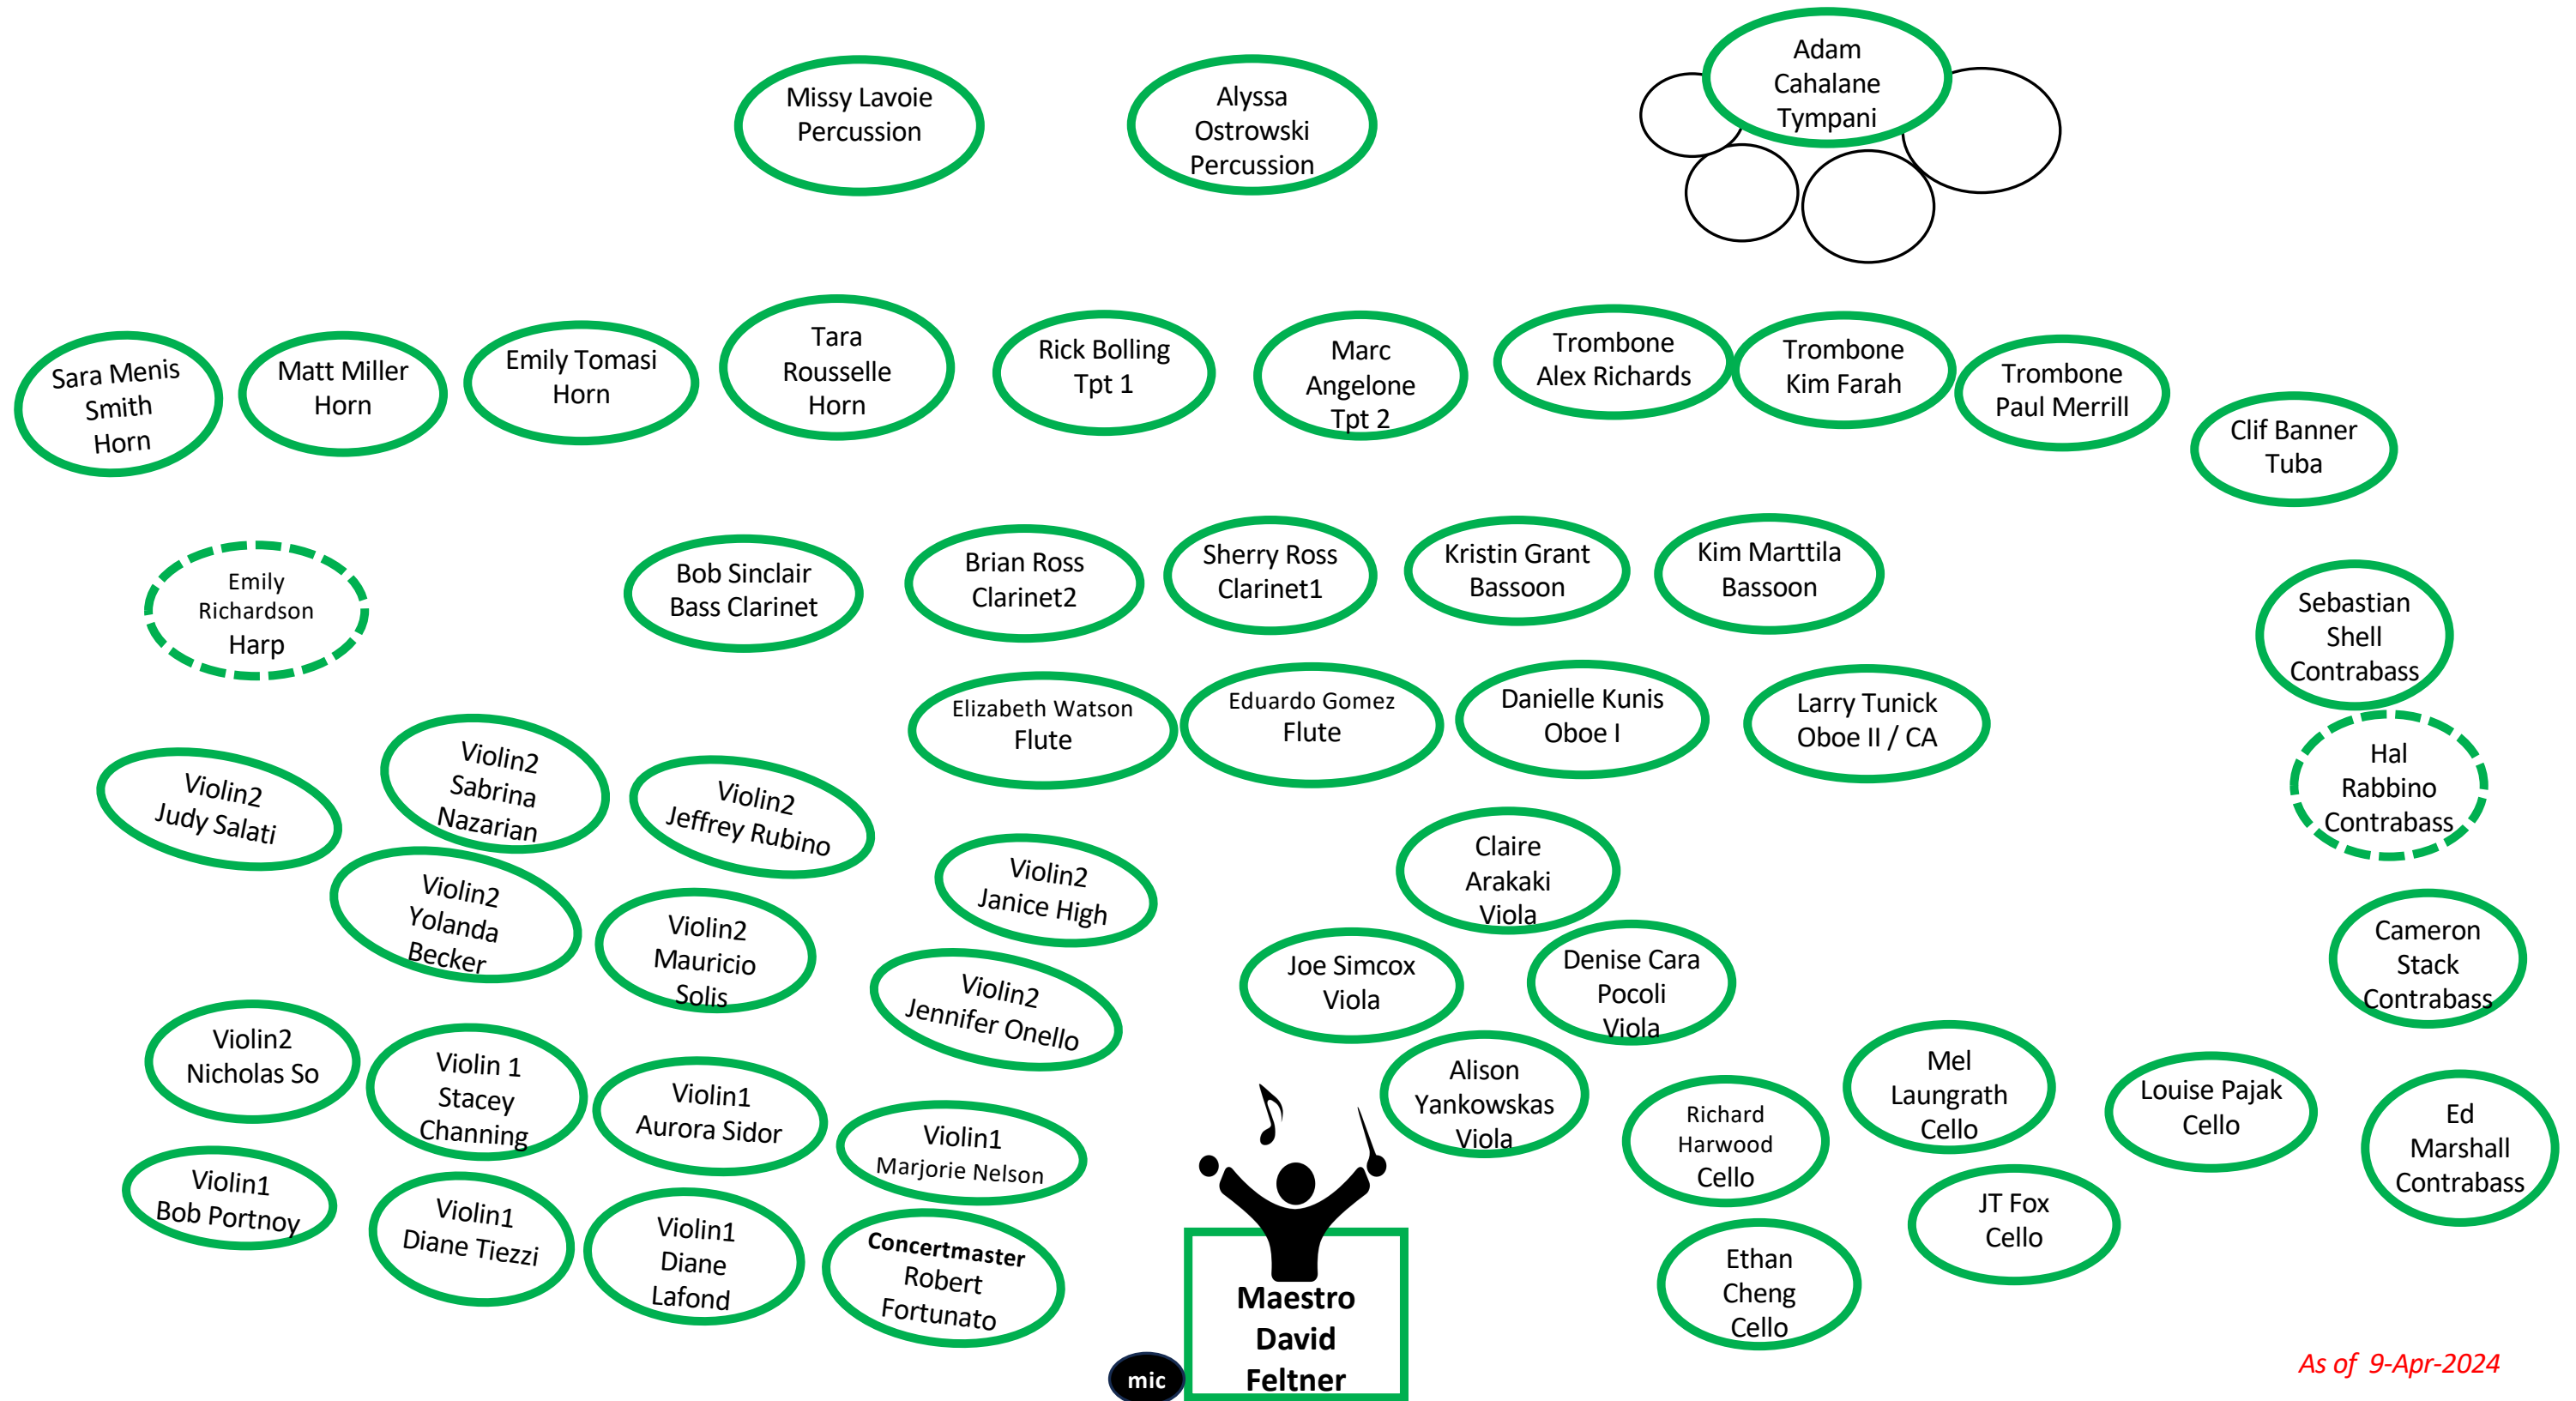 Missy Lavoie
Percussion
Alyssa
Ostrowski
Percussion
Adam
Cahalane
Tympani
Sara Menis
Smith
Horn
Matt Miller
Horn
Emily Tomasi
Horn
Tara
Rousselle
Horn
Rick Bolling
Tpt 1
Marc
Angelone
Tpt 2
Trombone
Alex Richards
Trombone
Kim Farah
Trombone
Paul Merrill
Clif Banner
Tuba
Emily
Richardson
Harp
Bob Sinclair
Bass Clarinet
Brian Ross
Clarinet2
Sherry Ross
Clarinet1
Kristin Grant
Bassoon
Kim Marttila
Bassoon
Sebastian
Shell
Contrabass
Elizabeth Watson
Flute
Eduardo Gomez
Flute
Danielle Kunis
Oboe I
Larry Tunick
Oboe II / CA
Hal
Rabbino
Contrabass
Violin2
Judy Salati
Violin2
Sabrina
Nazarian
Violin2
Jeffrey Rubino
Violin2
Janice High
Claire
Arakaki
Viola
Violin2
Yolanda
Becker
Violin2
Mauricio
Solis
Violin2
Jennifer Onello
Joe Simcox
Viola
Denise Cara
Pocoli
Viola
Cameron
Stack
Contrabass
Violin2
Nicholas So
Violin 1
Stacey
Channing
Violin1
Aurora Sidor
Violin1
Marjorie Nelson
Alison
Yankowskas
Viola
Richard
Harwood
Cello
Mel
Laungrath
Cello
Louise Pajak
Cello
Ed
Marshall
Contrabass
Violin1
Bob Portnoy
Violin1
Diane Tiezzi
Violin1
Diane
Lafond
Concertmaster
Robert
Fortunato
JT Fox
Cello
Ethan
Cheng
Cello
Maestro
David
Feltner
mic
As of 9-Apr-2024